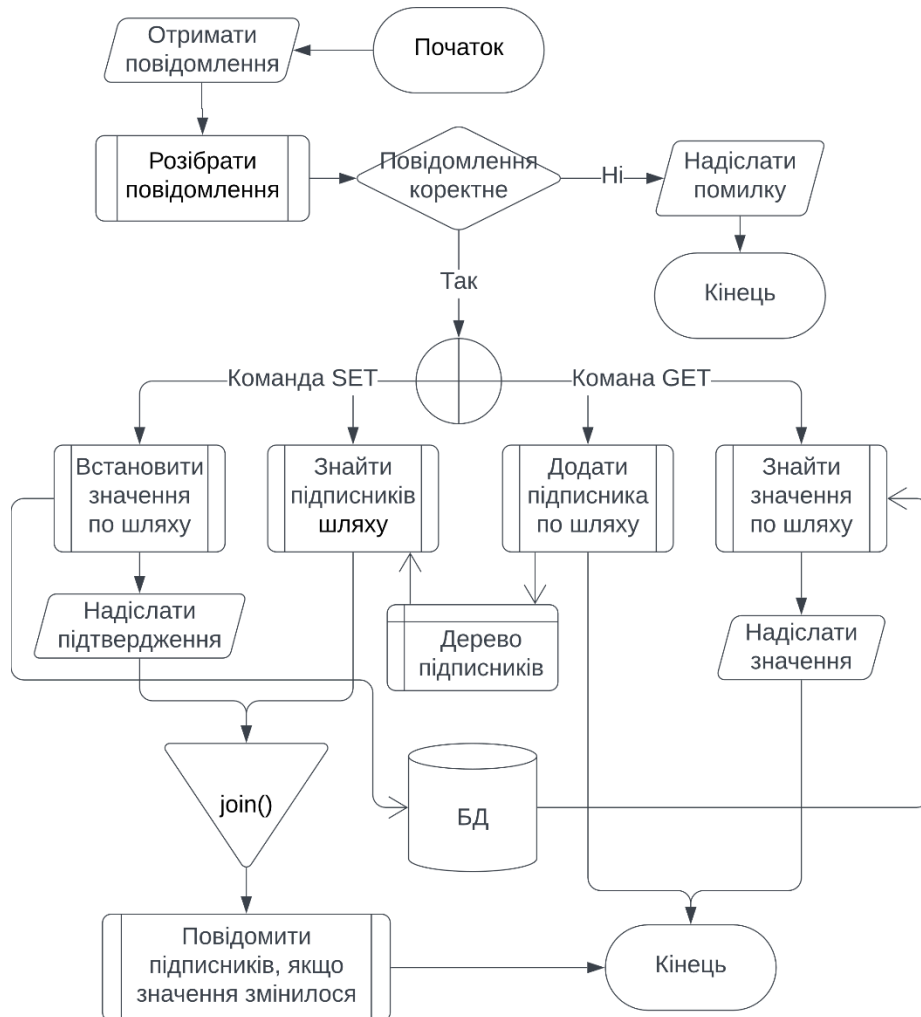 Отримати
повідомлення
Початок
Розібрати
повідомлення
Повідомлення
коректне
Ні
Надіслати
помилку
Кінець
Так
Команда SET
Комана GET
Встановити
значення
по шляху
Знайти
підписників
шляху
Додати
підписника
по шляху
Знайти
значення
по шляху
Надіслати
підтвердження
Дерево
підписників
Надіслати
значення
join()
БД
Повідомити
підписників, якщо
значення змінилося
Кінець